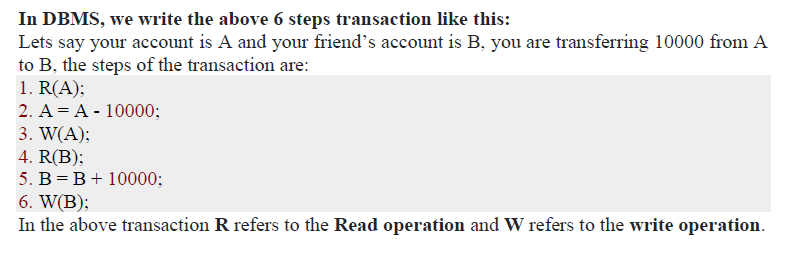 In DBMS, we write the above 6 steps transaction like this:
Lets say your account is A and your friend’s account is B, you are transferring 10000 from A
to B, the steps of the transaction are:
1. R(A);
2. A = A - 10000;
3. W(A);
4. R(B);
5. B = B + 10000;
6. W(B);
In the above transaction R refers to the Read operation and W refers to the write operation.